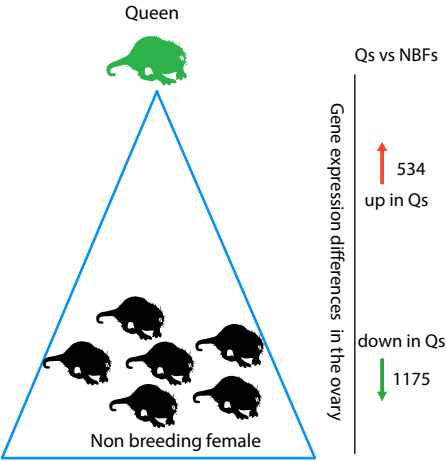 Queen
Qs vs NBFs
Gene expression differences in the ovary
534
up in Qs
down in Qs
1175
Non breeding female